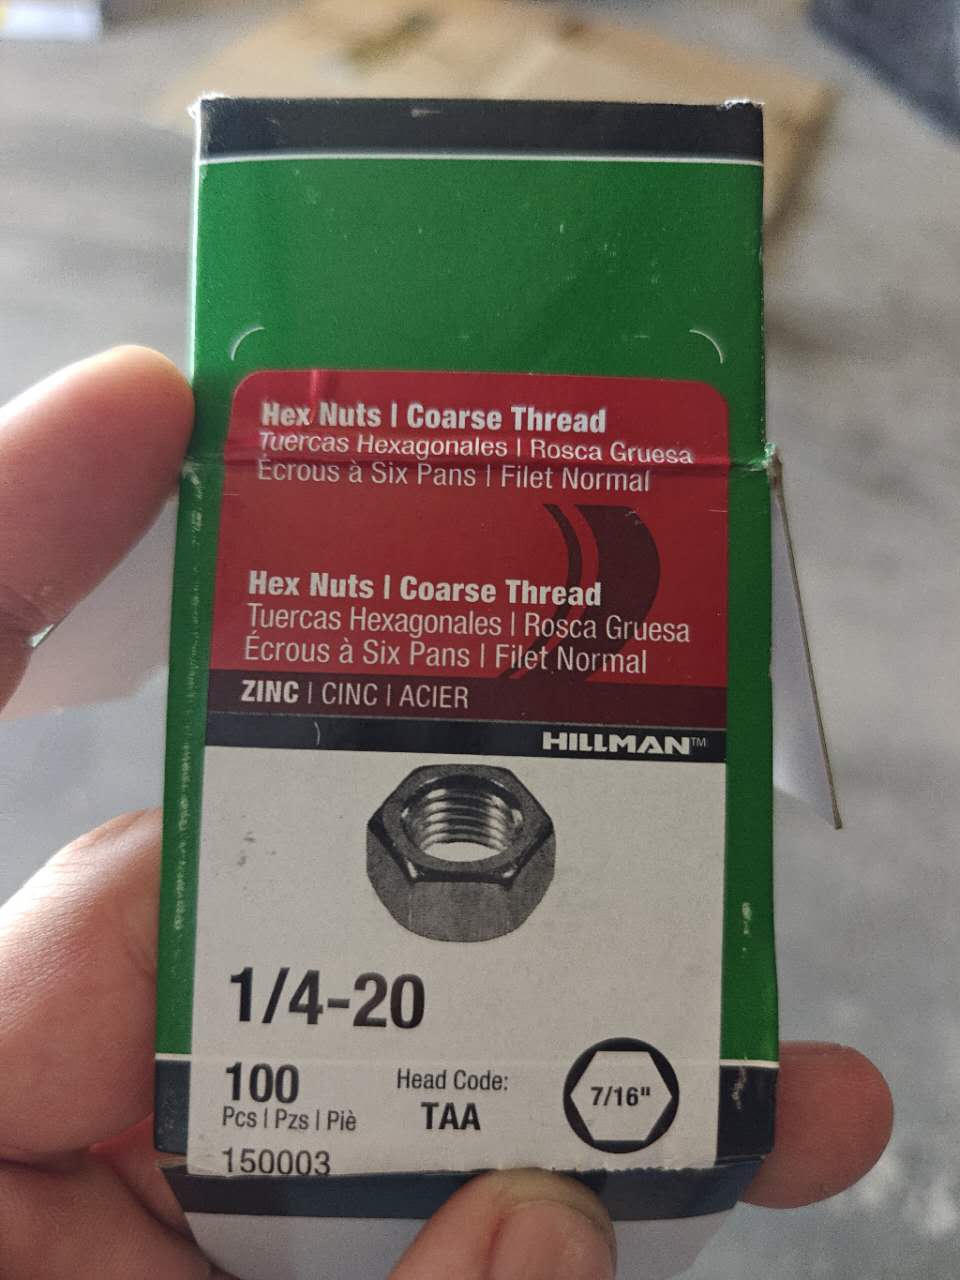 Hex Nuts | Coarse Thread
Tuercas Hexagonales | Rosca Gruesa
Écrous à Six Pans | Filet Normal
Hex Nuts | Coarse Thread
Tuercas Hexagonales | Rosca Gruesa
Écrous à Six Pans | Filet Normal
ZINC | CINC | ACIER
HILLMAN™
1/4-20
100
Pcs | Pzs | Piè
Head Code:
TAA
7/16"
150003